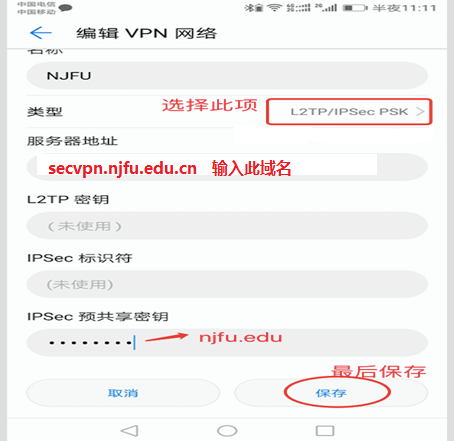 中国电信
中国移动
半夜11:11
编辑 VPN 网络
名称
NJFU
选择此项
类型
L2TP/IPSec PSK
服务器地址
secvpn.njfu.edu.cn 输入此域名
L2TP 密钥
（未使用）
IPSec 标识符
(未使用)
IPSec 预共享密钥
••••••••
njfu.edu
最后保存
取消 保存